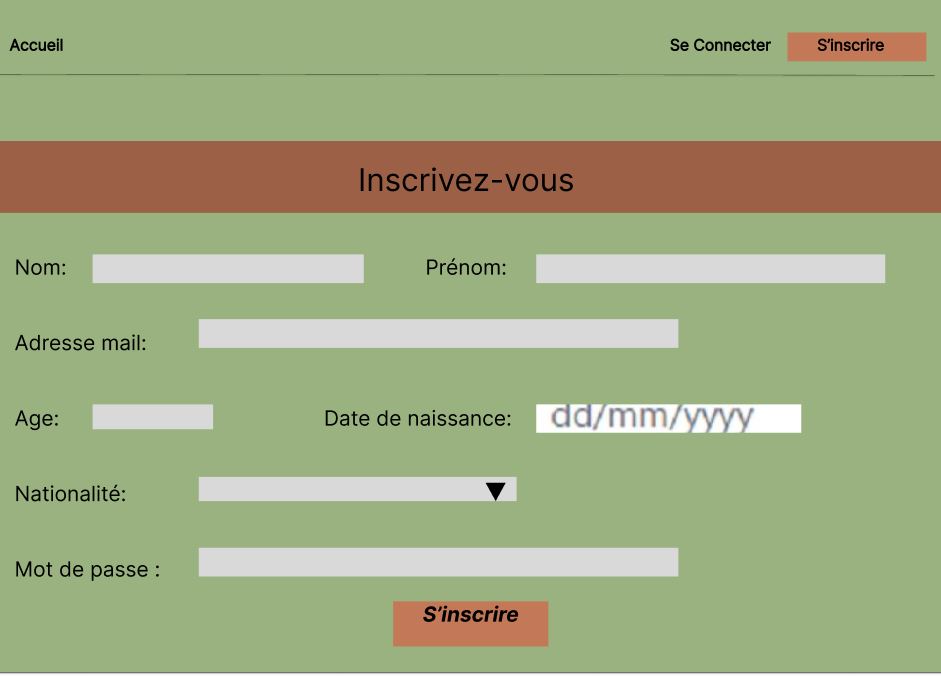 Accueil Se Connecter S’inscrire
Inscrivez-vous
Nom: Prénom:
Adresse mail:
Age: Date de naissance: dd/mm/yyyy
Nationalité:
Mot de passe :
S’inscrire